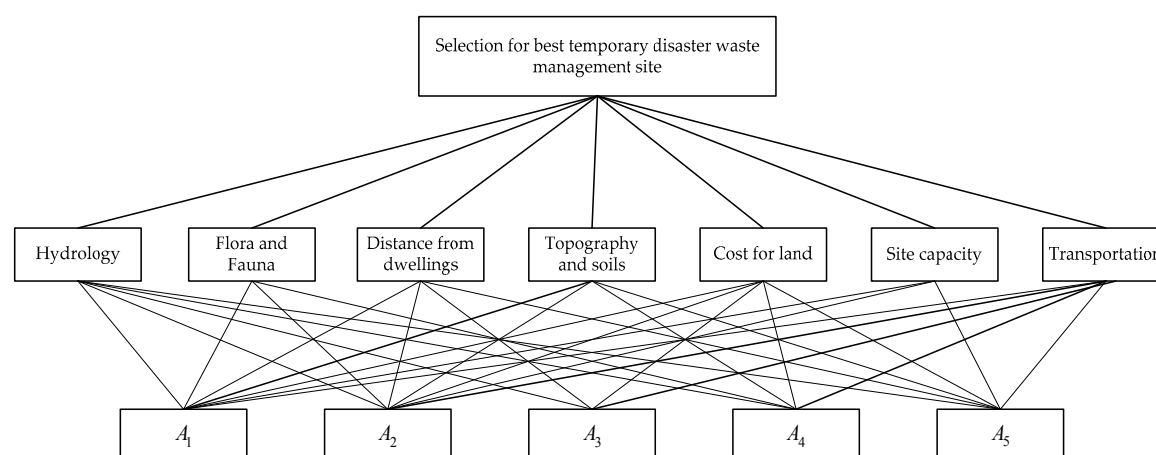 Selection for best temporary disaster waste
management site
Hydrology
Flora and
Fauna
Distance from
dwellings
Topography
and soils
Cost for land
Site capacity
Transportation
A1
A2
A3
A4
A5